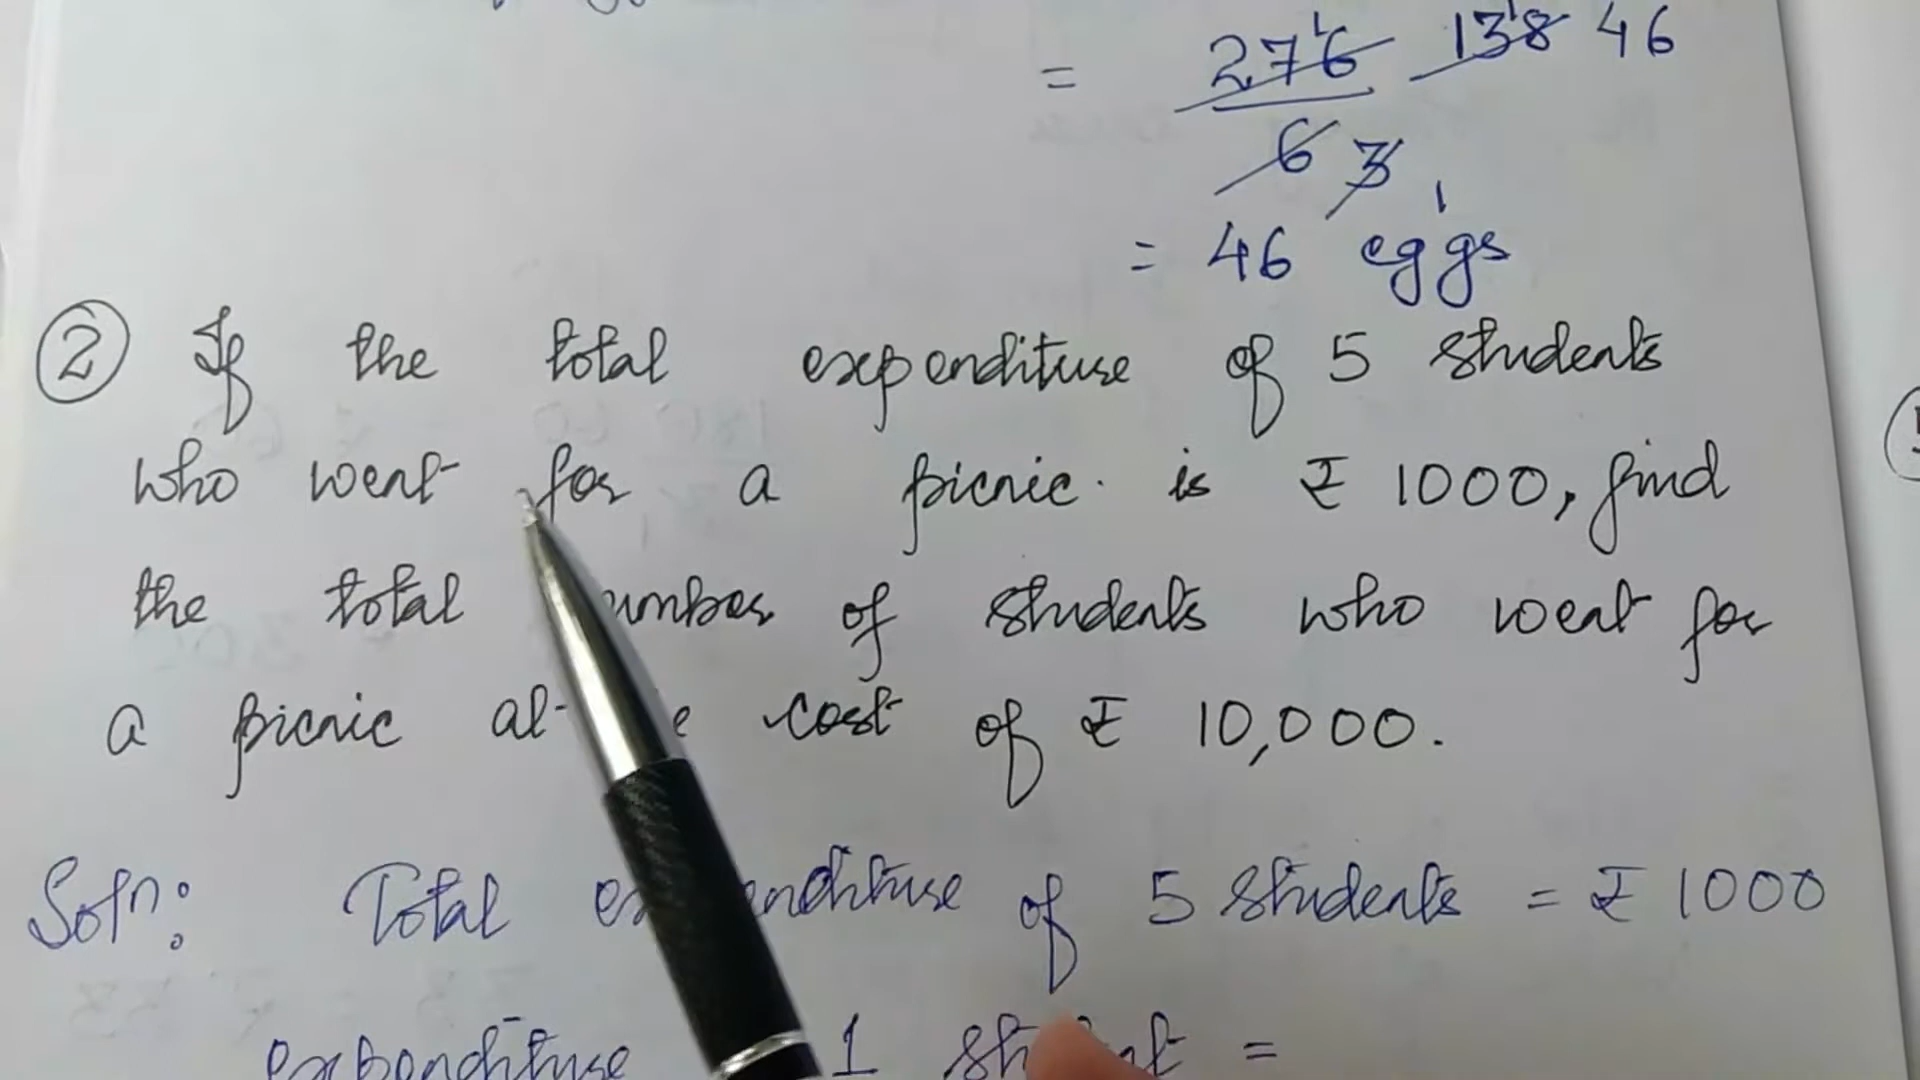 = 276 138 46
6 3 1
= 46 eggs
② If the total expenditure of 5 students
who went for a picnic. is ₹ 1000, find
the total of students who went for
a picnic at cost of ₹ 10,000.
Soln: Total of 5 students = ₹ 1000
expenditure 1 =